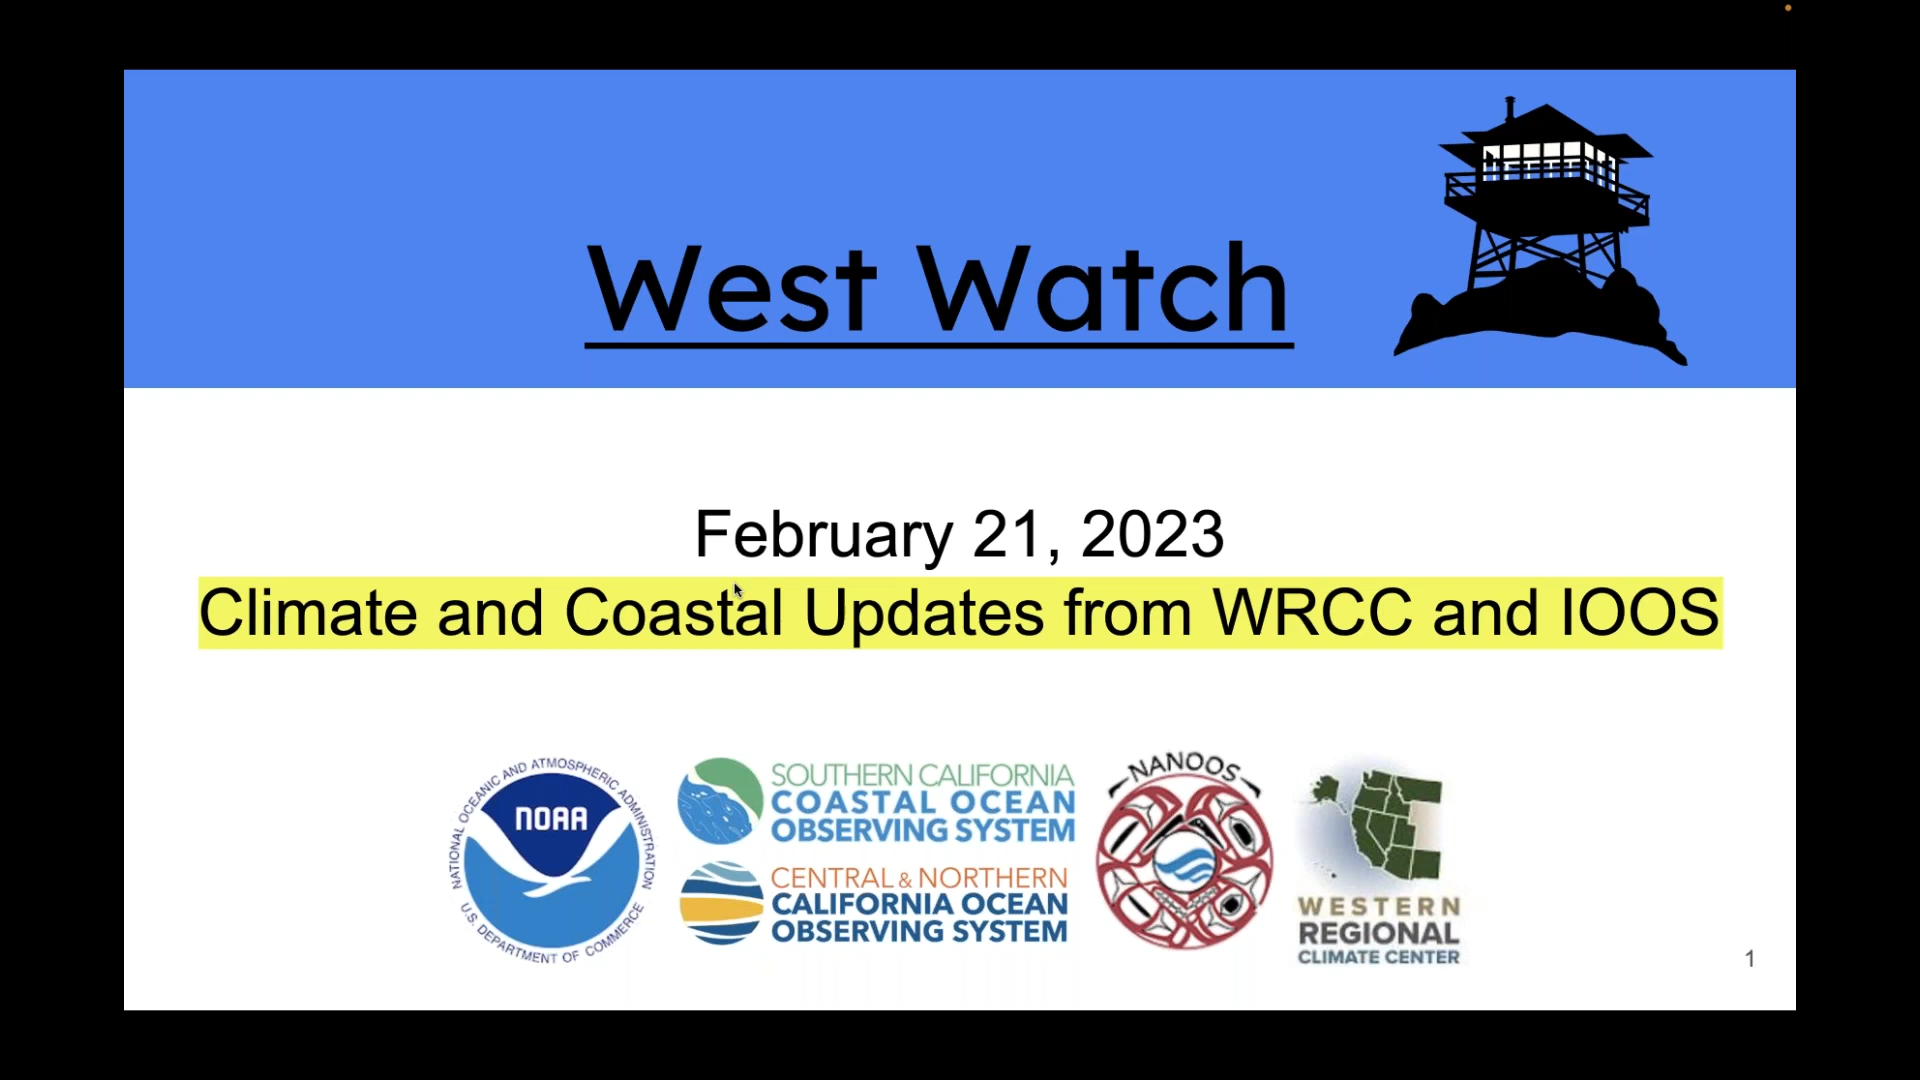 West Watch
February 21, 2023
Climate and Coastal Updates from WRCC and IOOS
NATIONAL OCEANIC AND ATMOSPHERIC ADMINISTRATION
NOAA
U.S. DEPARTMENT OF COMMERCE
SOUTHERN CALIFORNIA
COASTAL OCEAN
OBSERVING SYSTEM
CENTRAL & NORTHERN
CALIFORNIA OCEAN
OBSERVING SYSTEM
NANOOS
WESTERN
REGIONAL
CLIMATE CENTER
1